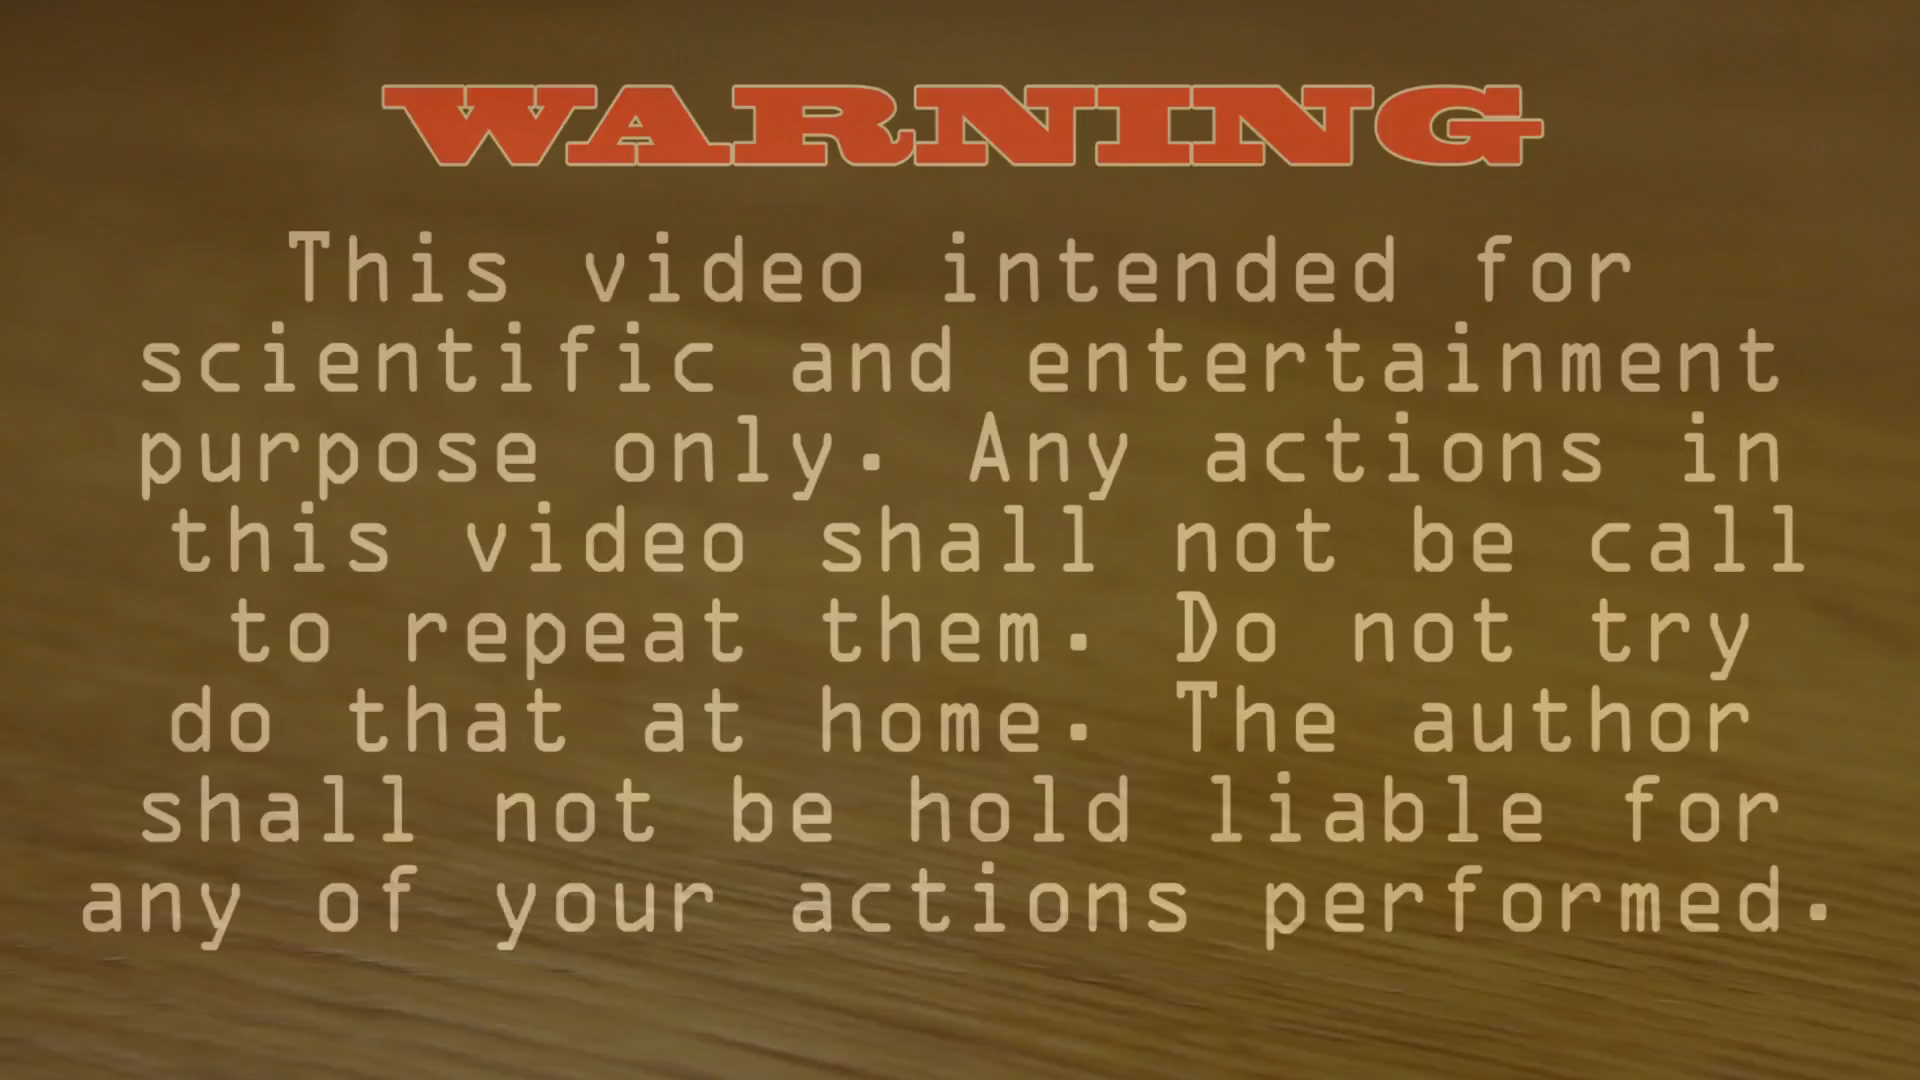 WARNING
This video intended for
scientific and entertainment
purpose only. Any actions in
this video shall not be call
to repeat them. Do not try
do that at home. The author
shall not be hold liable for
any of your actions performed.